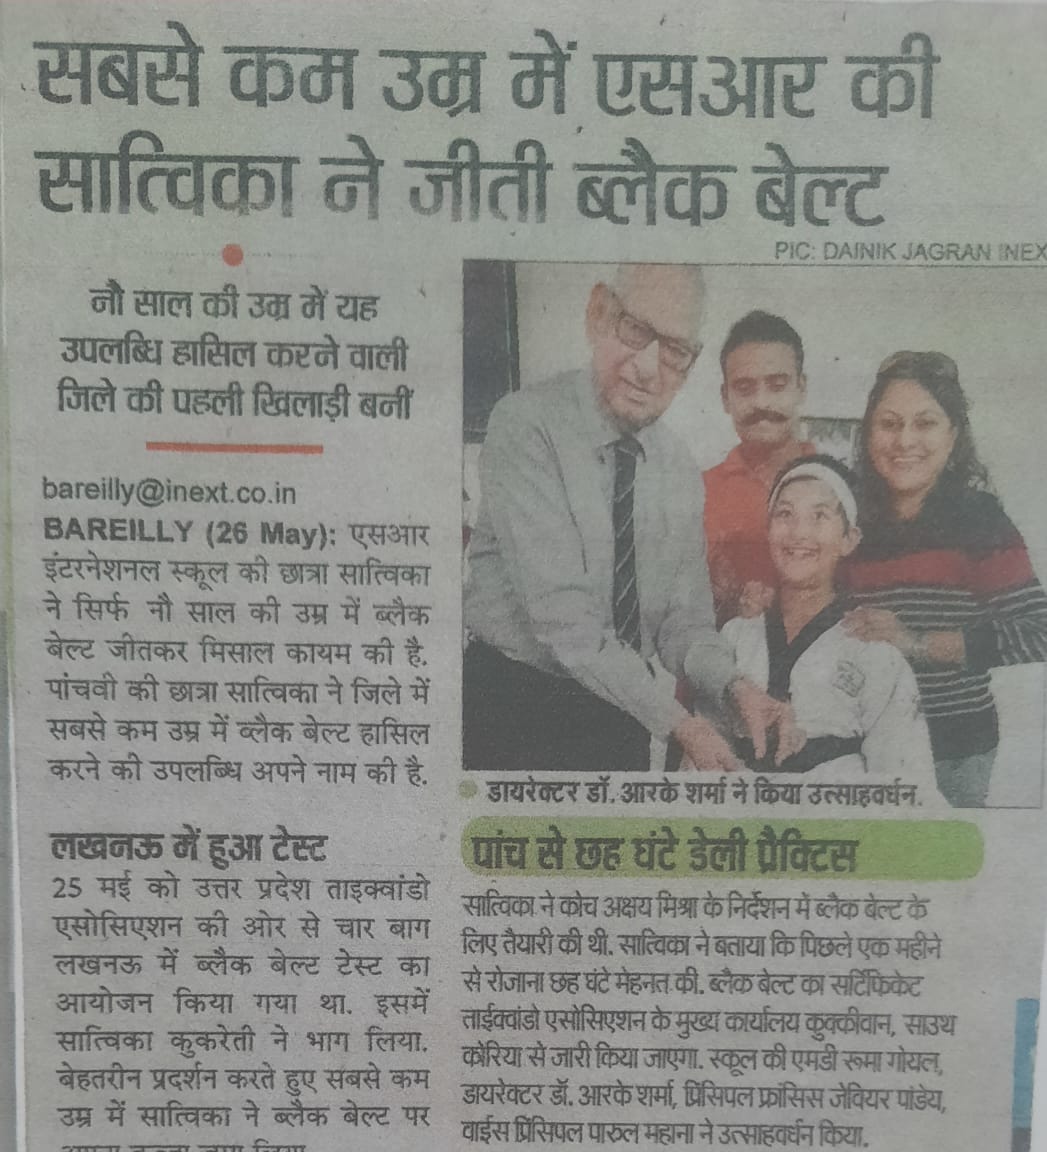 सबसे कम उम्र में एसआर की
सात्विका ने जीती ब्लैक बेल्ट
PIC: DAINIK JAGRAN INEX
नौ साल की उम्र में यह
उपलब्धि हासिल करने वाली
जिले की पहली खिलाड़ी बनीं
bareilly@inext.co.in
BAREILLY (26 May): एसआर
इंटरनेशनल स्कूल की छात्रा सात्विका
ने सिर्फ नौ साल की उम्र में ब्लैक
बेल्ट जीतकर मिसाल कायम की है.
पांचवी की छात्रा सात्विका ने जिले में
सबसे कम उम्र में ब्लैक बेल्ट हासिल
करने की उपलब्धि अपने नाम की है.
डायरेक्टर डॉ. आरके शर्मा ने किया उत्साहवर्धन.
लखनऊ में हुआ टेस्ट
25 मई को उत्तर प्रदेश ताइक्वांडो
एसोसिएशन की ओर से चार बाग
लखनऊ में ब्लैक बेल्ट टेस्ट का
आयोजन किया गया था. इसमें
सात्विका कुकरेती ने भाग लिया.
बेहतरीन प्रदर्शन करते हुए सबसे कम
उम्र में सात्विका ने ब्लैक बेल्ट पर
पांच से छह घंटे डेली प्रैक्टिस
सात्विका ने कोच अक्षय मिश्रा के निर्देशन में ब्लैक बेल्ट के
लिए तैयारी की थी. सात्विका ने बताया कि पिछले एक महीने
से रोजाना छह घंटे मेहनत की. ब्लैक बेल्ट का सर्टिफिकेट
ताईक्वांडो एसोसिएशन के मुख्य कार्यालय कुक्कीवान, साउथ
कोरिया से जारी किया जाएगा. स्कूल की एमडी रूमा गोयल,
डायरेक्टर डॉ. आरके शर्मा, प्रिंसिपल फ्रांसिस जेवियर पांडेय,
वाईस प्रिंसिपल पारुल महाना ने उत्साहवर्धन किया.